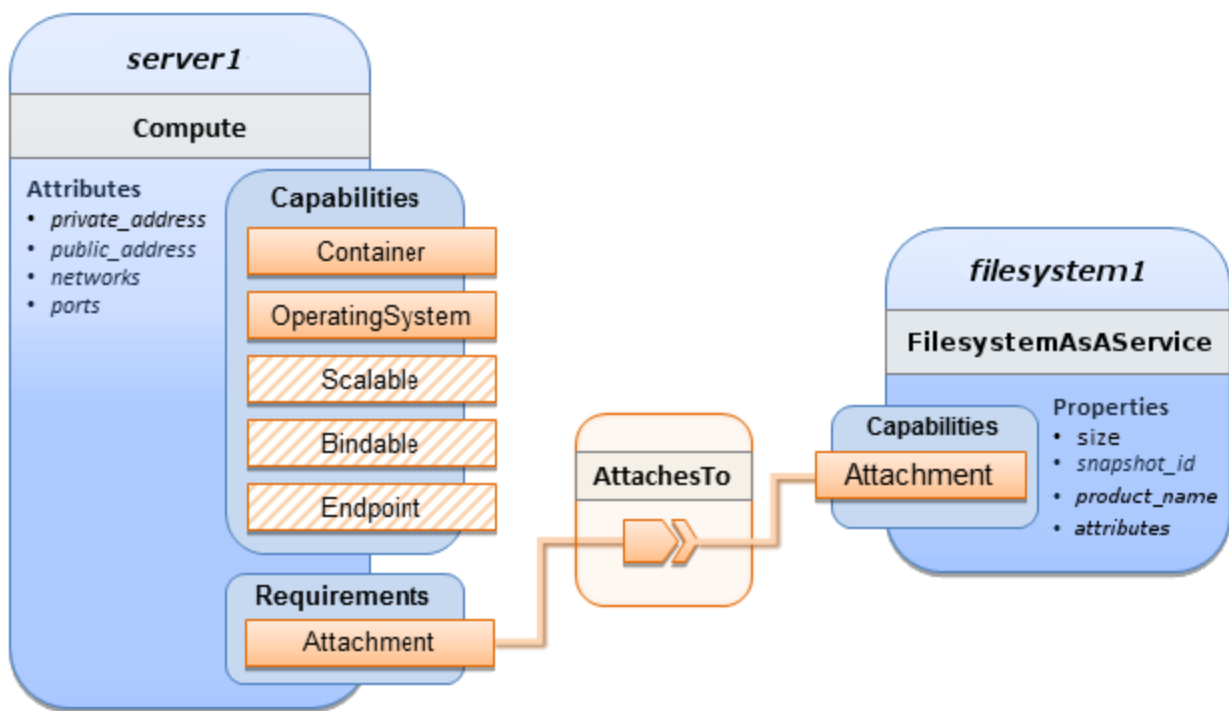 server1
Compute
Attributes
• private_address
• public_address
• networks
• ports
Capabilities
Container
OperatingSystem
Scalable
Bindable
Endpoint
Requirements
Attachment
AttachesTo
filesystem1
FilesystemAsAService
Capabilities
Attachment
Properties
• size
• snapshot_id
• product_name
• attributes